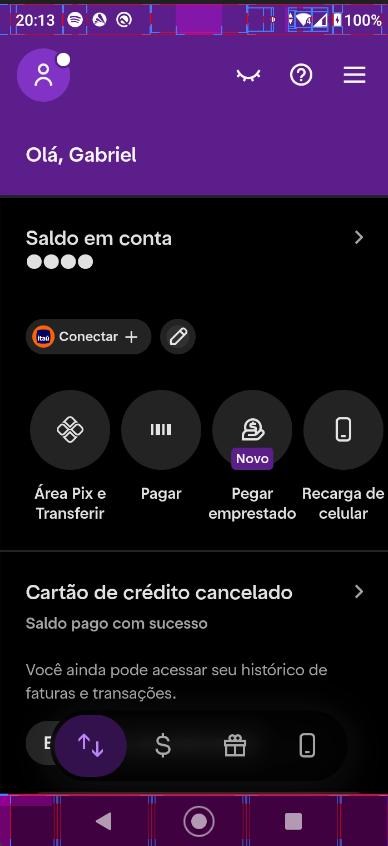 20:13
100%
Olá, Gabriel
Saldo em conta
itaú
Conectar
Novo
Área Pix e
Transferir
Pagar
Pegar
emprestado
Recarga de
celular
Cartão de crédito cancelado
Saldo pago com sucesso
Você ainda pode acessar seu histórico de
faturas e transações.